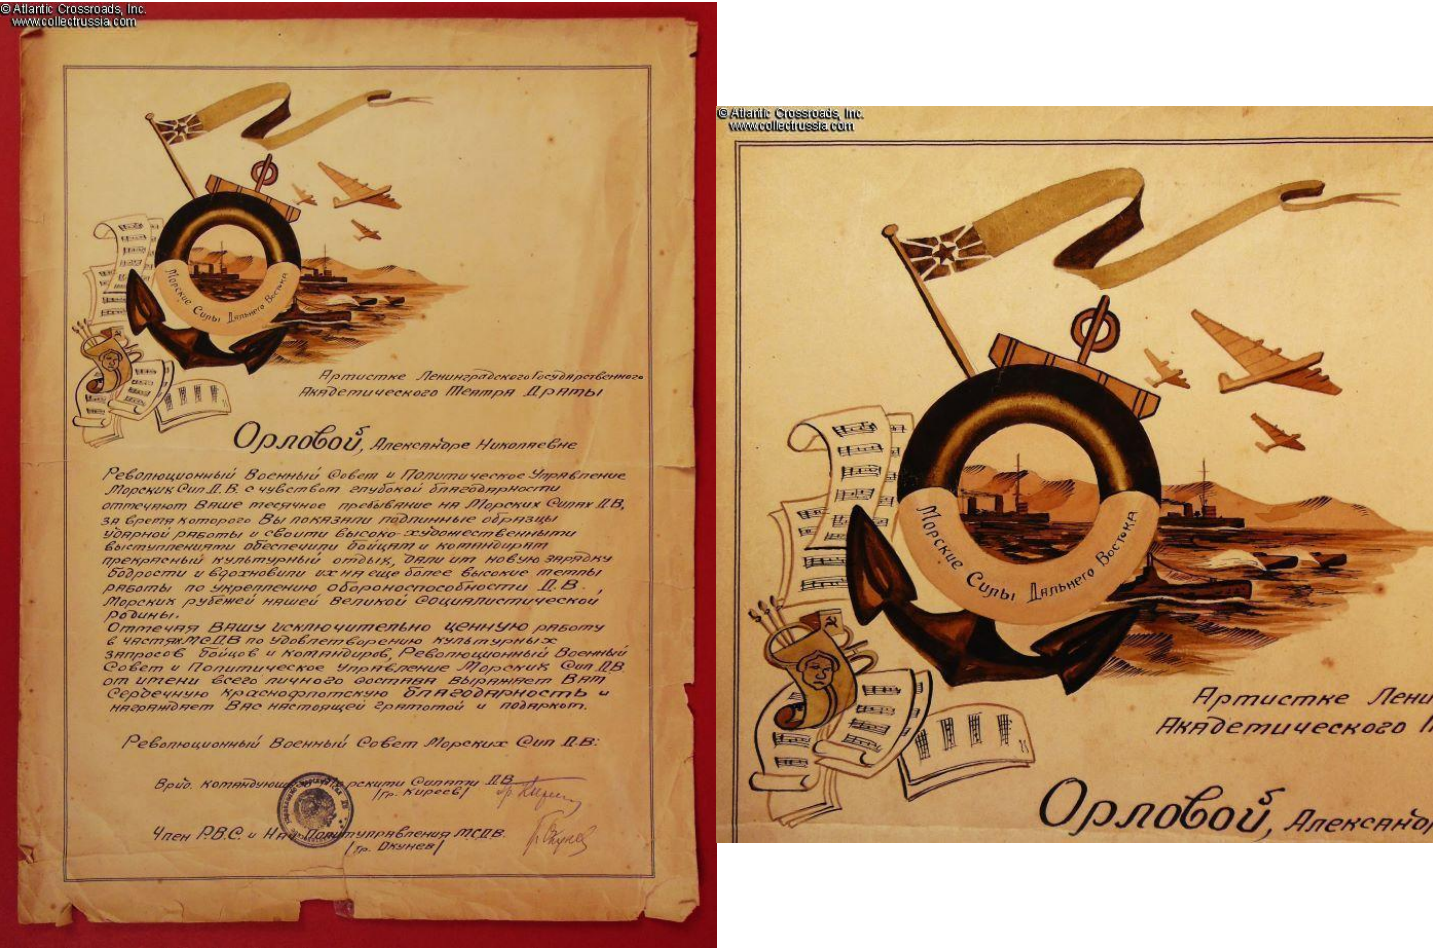 © Atlantic Crossroads, Inc.
www.collectrussia.com
Морские Силы Дальнего Востока
Артистке Ленинградского Государственного
Академического Театра Драмы
Орловой, Александре Николаевне
Революционный Военный Совет и Политическое Управление
Морских Сил Д.В. с чувством глубокой благодарности
отмечают Ваше месячное пребывание на Морских Силах ДВ,
за время которого Вы показали подлинные образцы
ударной работы и своими высоко-художественными
выступлениями обеспечили бойцам и командирам
прекрасный культурный отдых, дали им новую зарядку
бодрости и вдохновили их на еще более высокие темпы
работы по укреплению обороноспособности Д.В.,
Морских рубежей нашей Великой Социалистической
родины.
Отмечая Вашу исключительно ценную работу
в частях МСДВ по удовлетворению культурных
запросов бойцов и командиров, Революционный Военный
Совет и Политическое Управление Морских Сил ДВ
от имени всего личного состава выражает Вам
Сердечную краснофлотскую благодарность и
награждает Вас настоящей грамотой и подарком.
Революционный Военный Совет Морских Сил Д.В:
Врид. командующ Морскими Силами ДВ
/Гр. Киреев/
Член Р.В.С. и Нач Политуправления МСДВ.
/Гр. Окунев/
© Atlantic Crossroads, Inc.
www.collectrussia.com
Морские Силы Дальнего Востока
Артистке Лени
Академического
Орловой, Александр